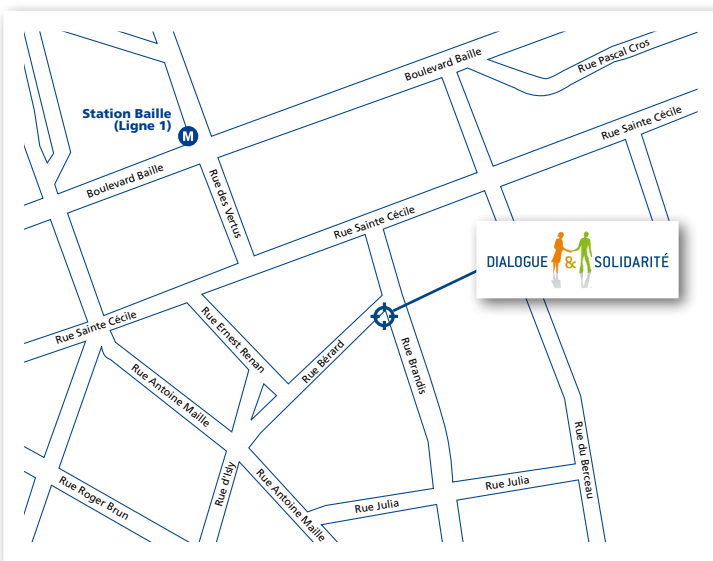 Boulevard Baille
Rue Pascal Cros
Station Baille
(Ligne 1)
M
Rue Sainte Cécile
Boulevard Baille
Rue des Vertus
Rue Sainte Cécile
DIALOGUE & SOLIDARITÉ
Rue Sainte Cécile
Rue Ernest Renan
Rue Bérard
Rue Brandis
Rue Antoine Maille
Rue du Berceau
Rue d'Isly
Rue Antoine Maille
Rue Roger Brun
Rue Julia
Rue Julia